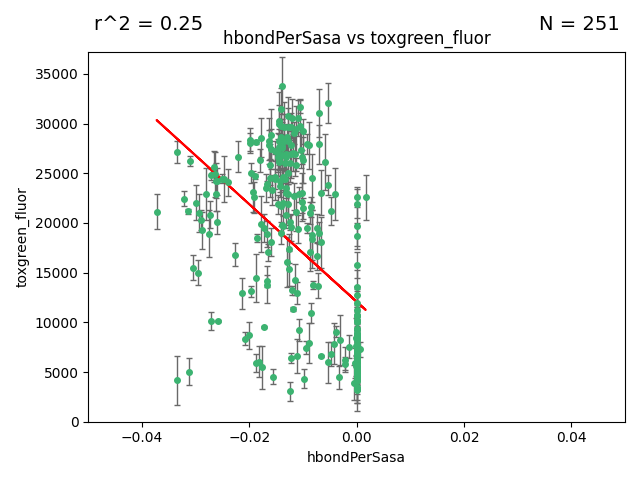 r^2 = 0.25
N = 251
hbondPerSasa vs toxgreen_fluor
toxgreen_fluor
35000
30000
25000
20000
15000
10000
5000
0
−0.04
−0.02
0.00
0.02
0.04
hbondPerSasa